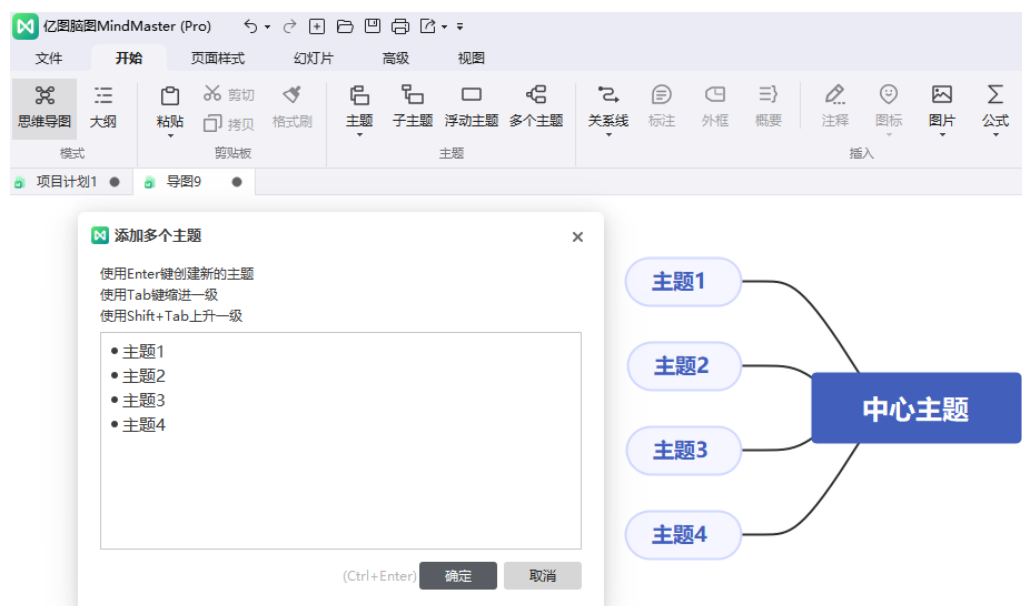 亿图脑图MindMaster (Pro)
文件 开始 页面样式 幻灯片 高级 视图
思维导图 大纲 粘贴 剪切 拷贝 格式刷 主题 子主题 浮动主题 多个主题 关系线 标注 外框 概要 注释 图标 图片 公式
模式 剪贴板 主题 插入
项目计划1 导图9
添加多个主题
使用Enter键创建新的主题
使用Tab键缩进一级
使用Shift+Tab上升一级
• 主题1
• 主题2
• 主题3
• 主题4
(Ctrl+Enter) 确定 取消
主题1
主题2
主题3
主题4
中心主题